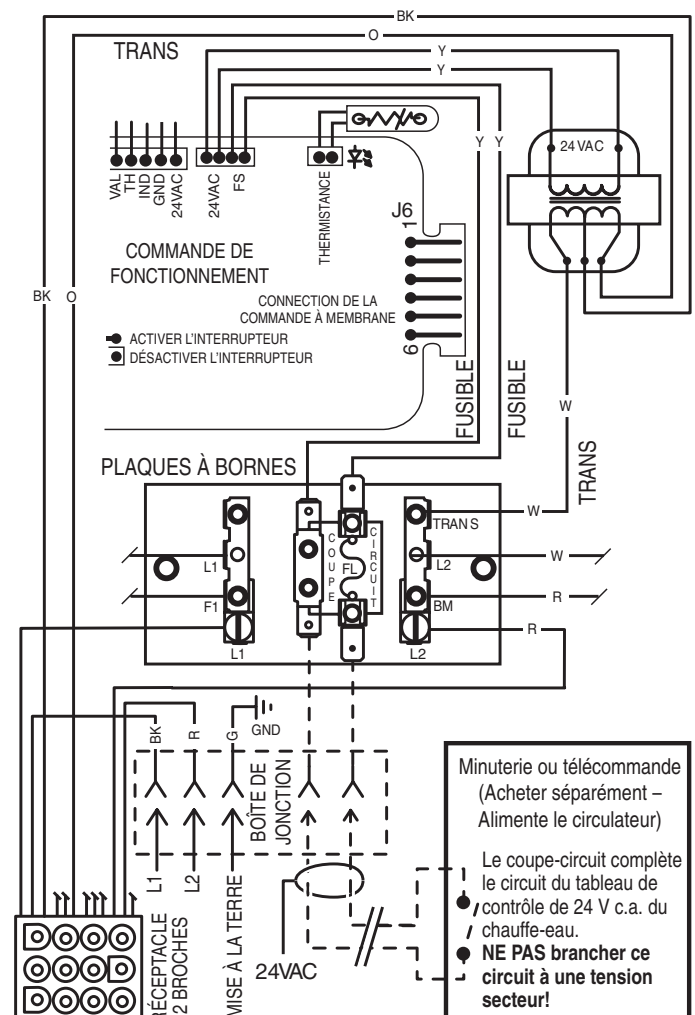 BK
O
TRANS
Y
Y
Y Y
24 VAC
VAL
TH
IND
GND
24VAC
24VAC
FS
THERMISTANCE
J6
1
6
COMMANDE DE
FONCTIONNEMENT
CONNECTION DE LA
COMMANDE À MEMBRANE
ACTIVER L'INTERRUPTEUR
DÉSACTIVER L'INTERRUPTEUR
BK
O
FUSIBLE
FUSIBLE
W
TRANS
PLAQUES À BORNES
L1
F1
L1
COUPE
FL
CIRCUIT
TRANS
L2
BM
L2
W
W
R
R
BK
R
G
GND
BOÎTE DE
JONCTION
L1
L2
MISE À LA TERRE
24VAC
RÉCEPTACLE
2 BROCHES
Minuterie ou télécommande
(Acheter séparément –
Alimente le circulateur)
Le coupe-circuit complète
le circuit du tableau de
contrôle de 24 V c.a. du
chauffe-eau.
NE PAS brancher ce
circuit à une tension
secteur!